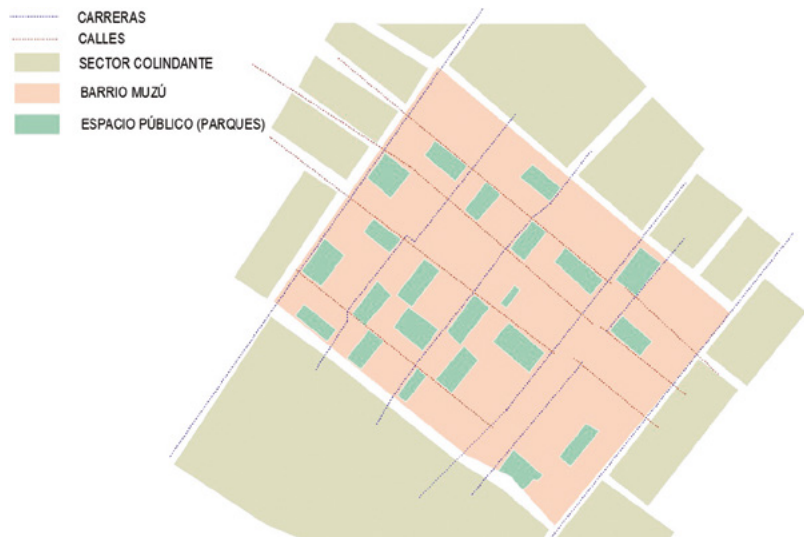 CARRERAS
CALLES
SECTOR COLINDANTE
BARRIO MUZÚ
ESPACIO PÚBLICO (PARQUES)